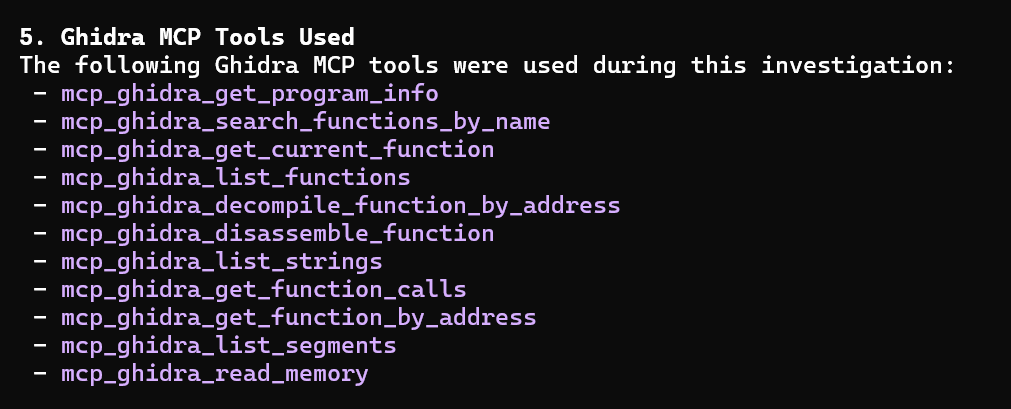 5. Ghidra MCP Tools Used
The following Ghidra MCP tools were used during this investigation:
- mcp_ghidra_get_program_info
- mcp_ghidra_search_functions_by_name
- mcp_ghidra_get_current_function
- mcp_ghidra_list_functions
- mcp_ghidra_decompile_function_by_address
- mcp_ghidra_disassemble_function
- mcp_ghidra_list_strings
- mcp_ghidra_get_function_calls
- mcp_ghidra_get_function_by_address
- mcp_ghidra_list_segments
- mcp_ghidra_read_memory